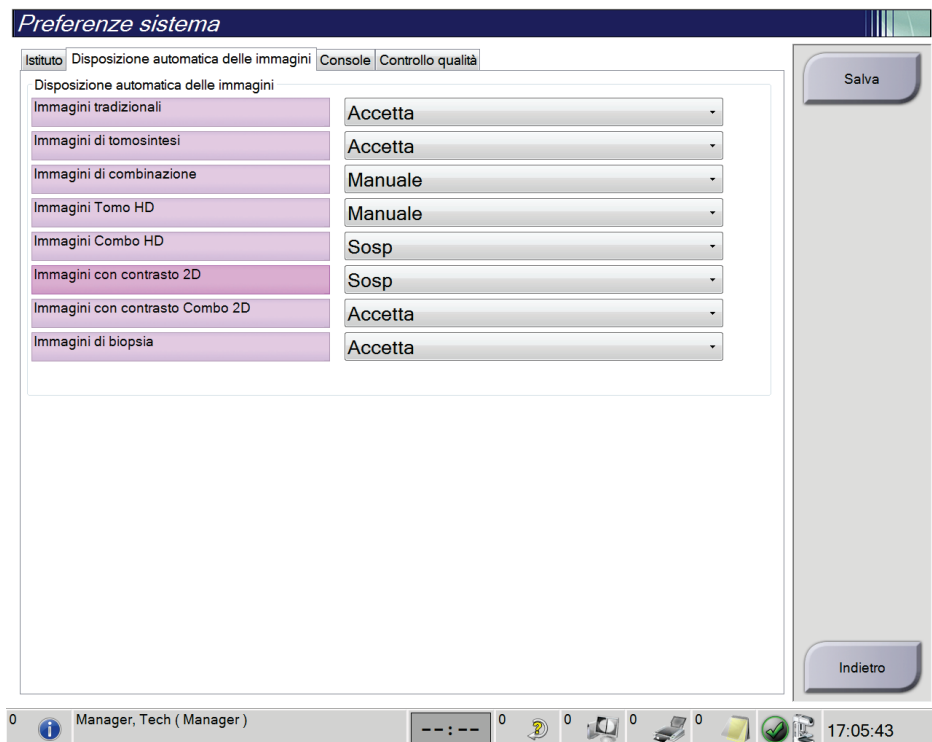 Preferenze sistema
Istituto Disposizione automatica delle immagini Console Controllo qualità
Salva
Disposizione automatica delle immagini
Immagini tradizionali Accetta
Immagini di tomosintesi Accetta
Immagini di combinazione Manuale
Immagini Tomo HD Manuale
Immagini Combo HD Sosp
Immagini con contrasto 2D Sosp
Immagini con contrasto Combo 2D Accetta
Immagini di biopsia Accetta
Indietro
0 Manager, Tech ( Manager ) --:-- 0 0 0 0 17:05:43